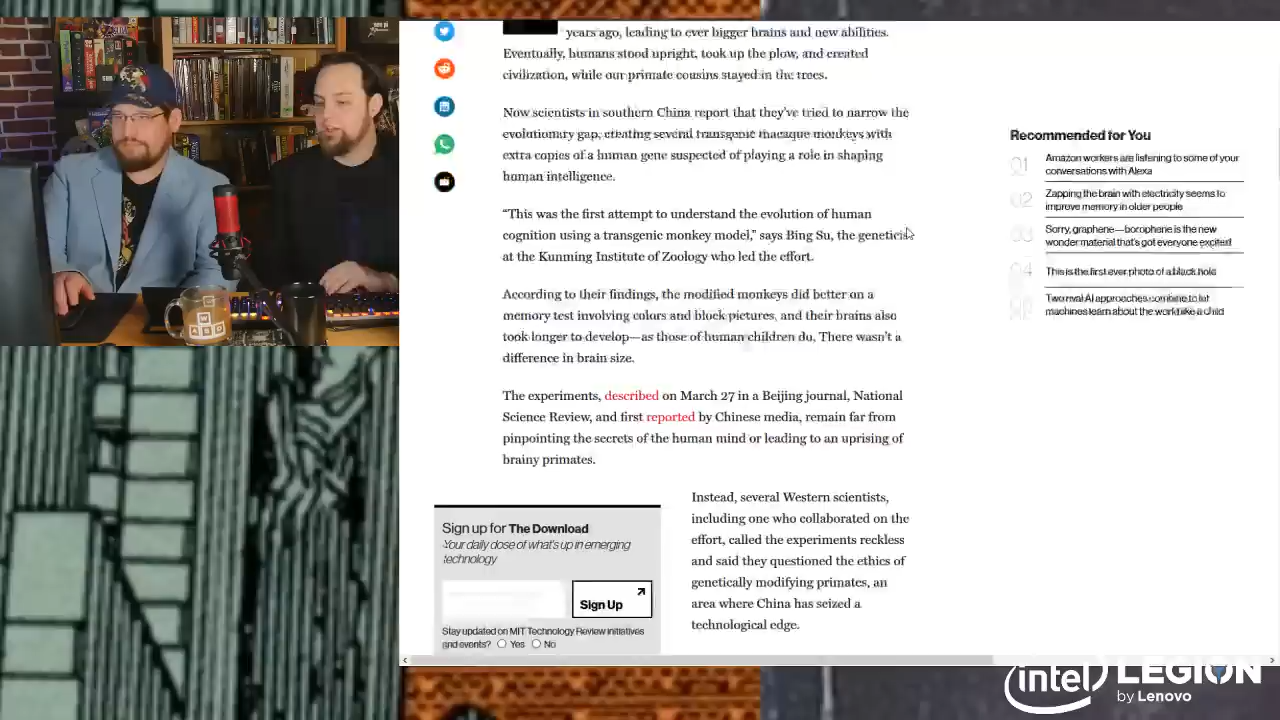 years ago, leading to ever bigger brains and new abilities.
Eventually, humans stood upright, took up the plow, and created
civilization, while our primate cousins stayed in the trees.
Now scientists in southern China report that they've tried to narrow the
evolutionary gap, creating several transgenic macaque monkeys with
extra copies of a human gene suspected of playing a role in shaping
human intelligence.
“This was the first attempt to understand the evolution of human
cognition using a transgenic monkey model,” says Bing Su, the geneticis
at the Kunming Institute of Zoology who led the effort.
According to their findings, the modified monkeys did better on a
memory test involving colors and block pictures, and their brains also
took longer to develop—as those of human children do. There wasn't a
difference in brain size.
The experiments, described on March 27 in a Beijing journal, National
Science Review, and first reported by Chinese media, remain far from
pinpointing the secrets of the human mind or leading to an uprising of
brainy primates.
Instead, several Western scientists,
including one who collaborated on the
effort, called the experiments reckless
and said they questioned the ethics of
genetically modifying primates, an
area where China has seized a
technological edge.
Sign up for The Download
Your daily dose of what's up in emerging
technology
Sign Up
Stay updated on MIT Technology Review initiatives
and events? Yes No
Recommended for You
01
Amazon workers are listening to some of your
conversations with Alexa
02
Zapping the brain with electricity seems to
improve memory in older people
03
Sorry, graphene—borophene is the new
wonder material that's got everyone excited
04
This is the first ever photo of a black hole
Two rival AI approaches combine to let
machines learn about the world like a child
W
A S D
intel
LEGION
by Lenovo